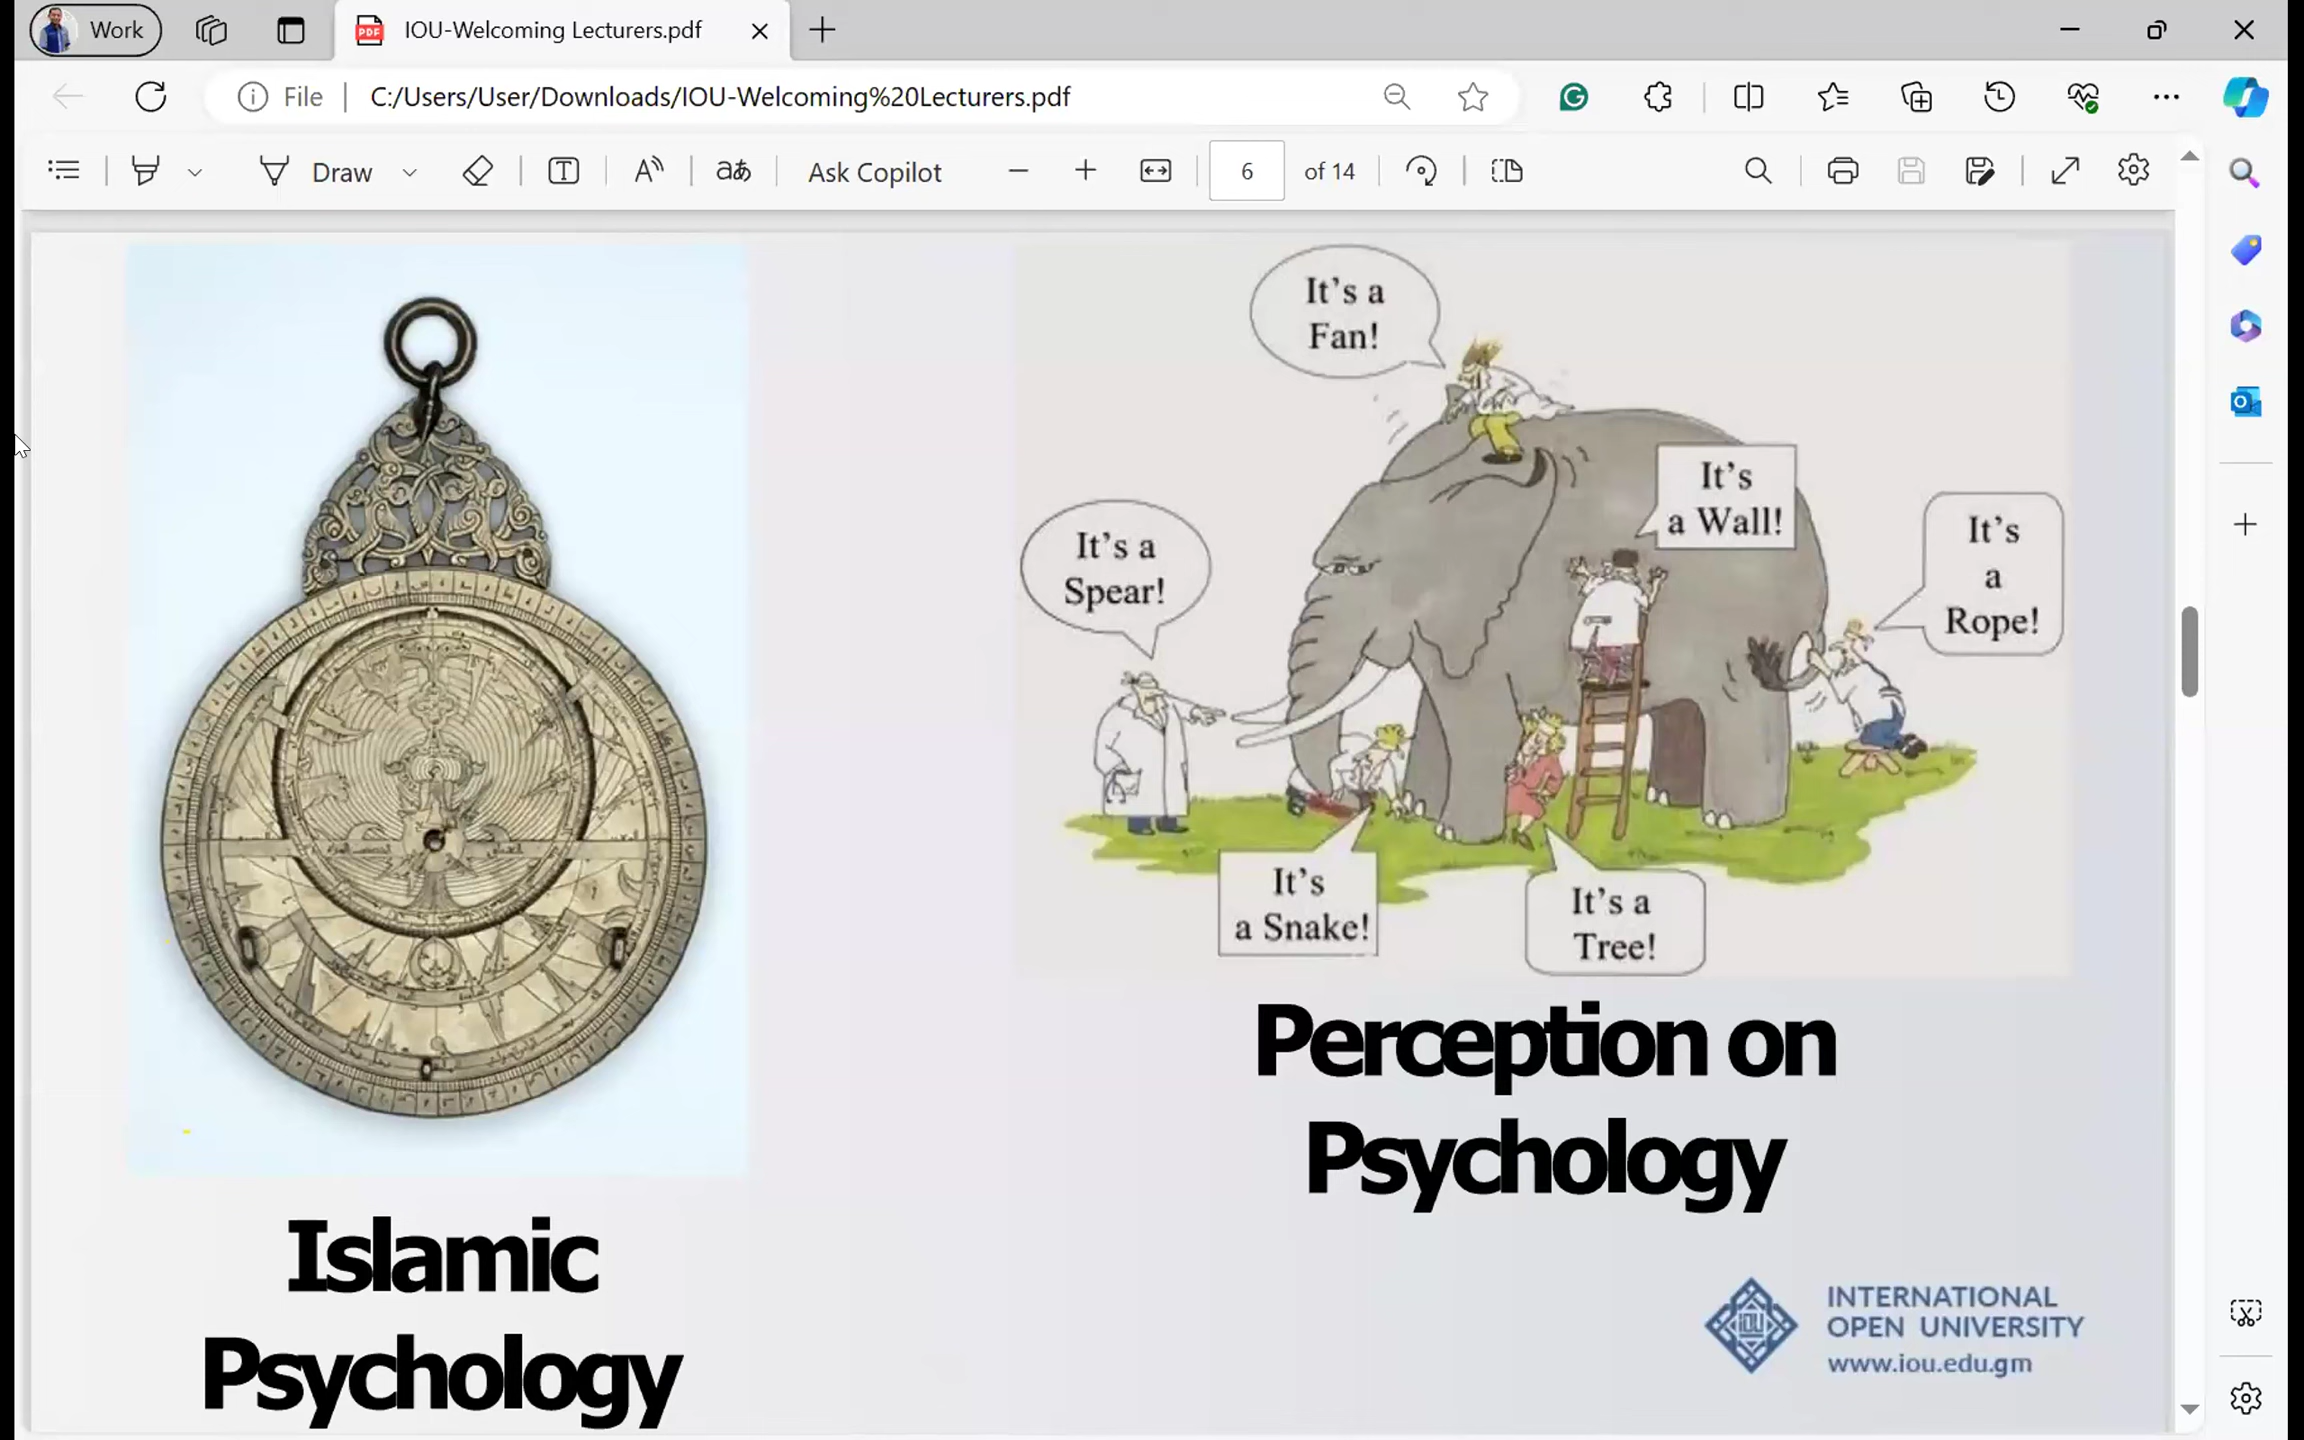 Work
IOU-Welcoming Lecturers.pdf
File
C:/Users/User/Downloads/IOU-Welcoming%20Lecturers.pdf
Draw
Ask Copilot
6
of 14
It's a
Fan!
It's
a Wall!
It's a
Spear!
It's
a
Rope!
It's
a Snake!
It's a
Tree!
Perception on
Psychology
Islamic
Psychology
IOU
INTERNATIONAL
OPEN UNIVERSITY
www.iou.edu.gm